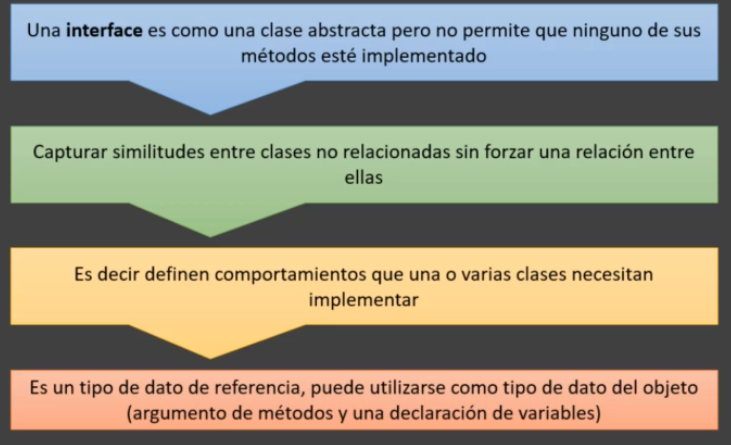 Una interface es como una clase abstracta pero no permite que ninguno de sus
métodos esté implementado
Capturar similitudes entre clases no relacionadas sin forzar una relación entre
ellas
Es decir definen comportamientos que una o varias clases necesitan
implementar
Es un tipo de dato de referencia, puede utilizarse como tipo de dato del objeto
(argumento de métodos y una declaración de variables)